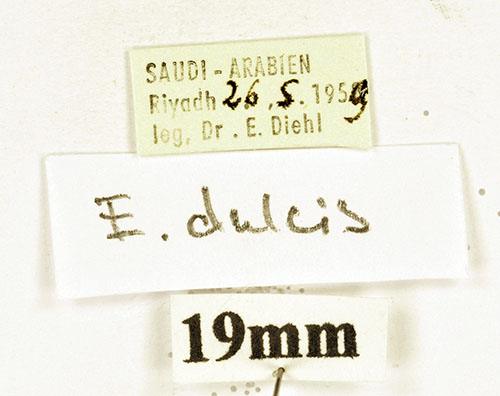 SAUDI - ARABIEN
Riyadh 26.5.1959
leg, Dr. E. Diehl
E. dulcis
19mm